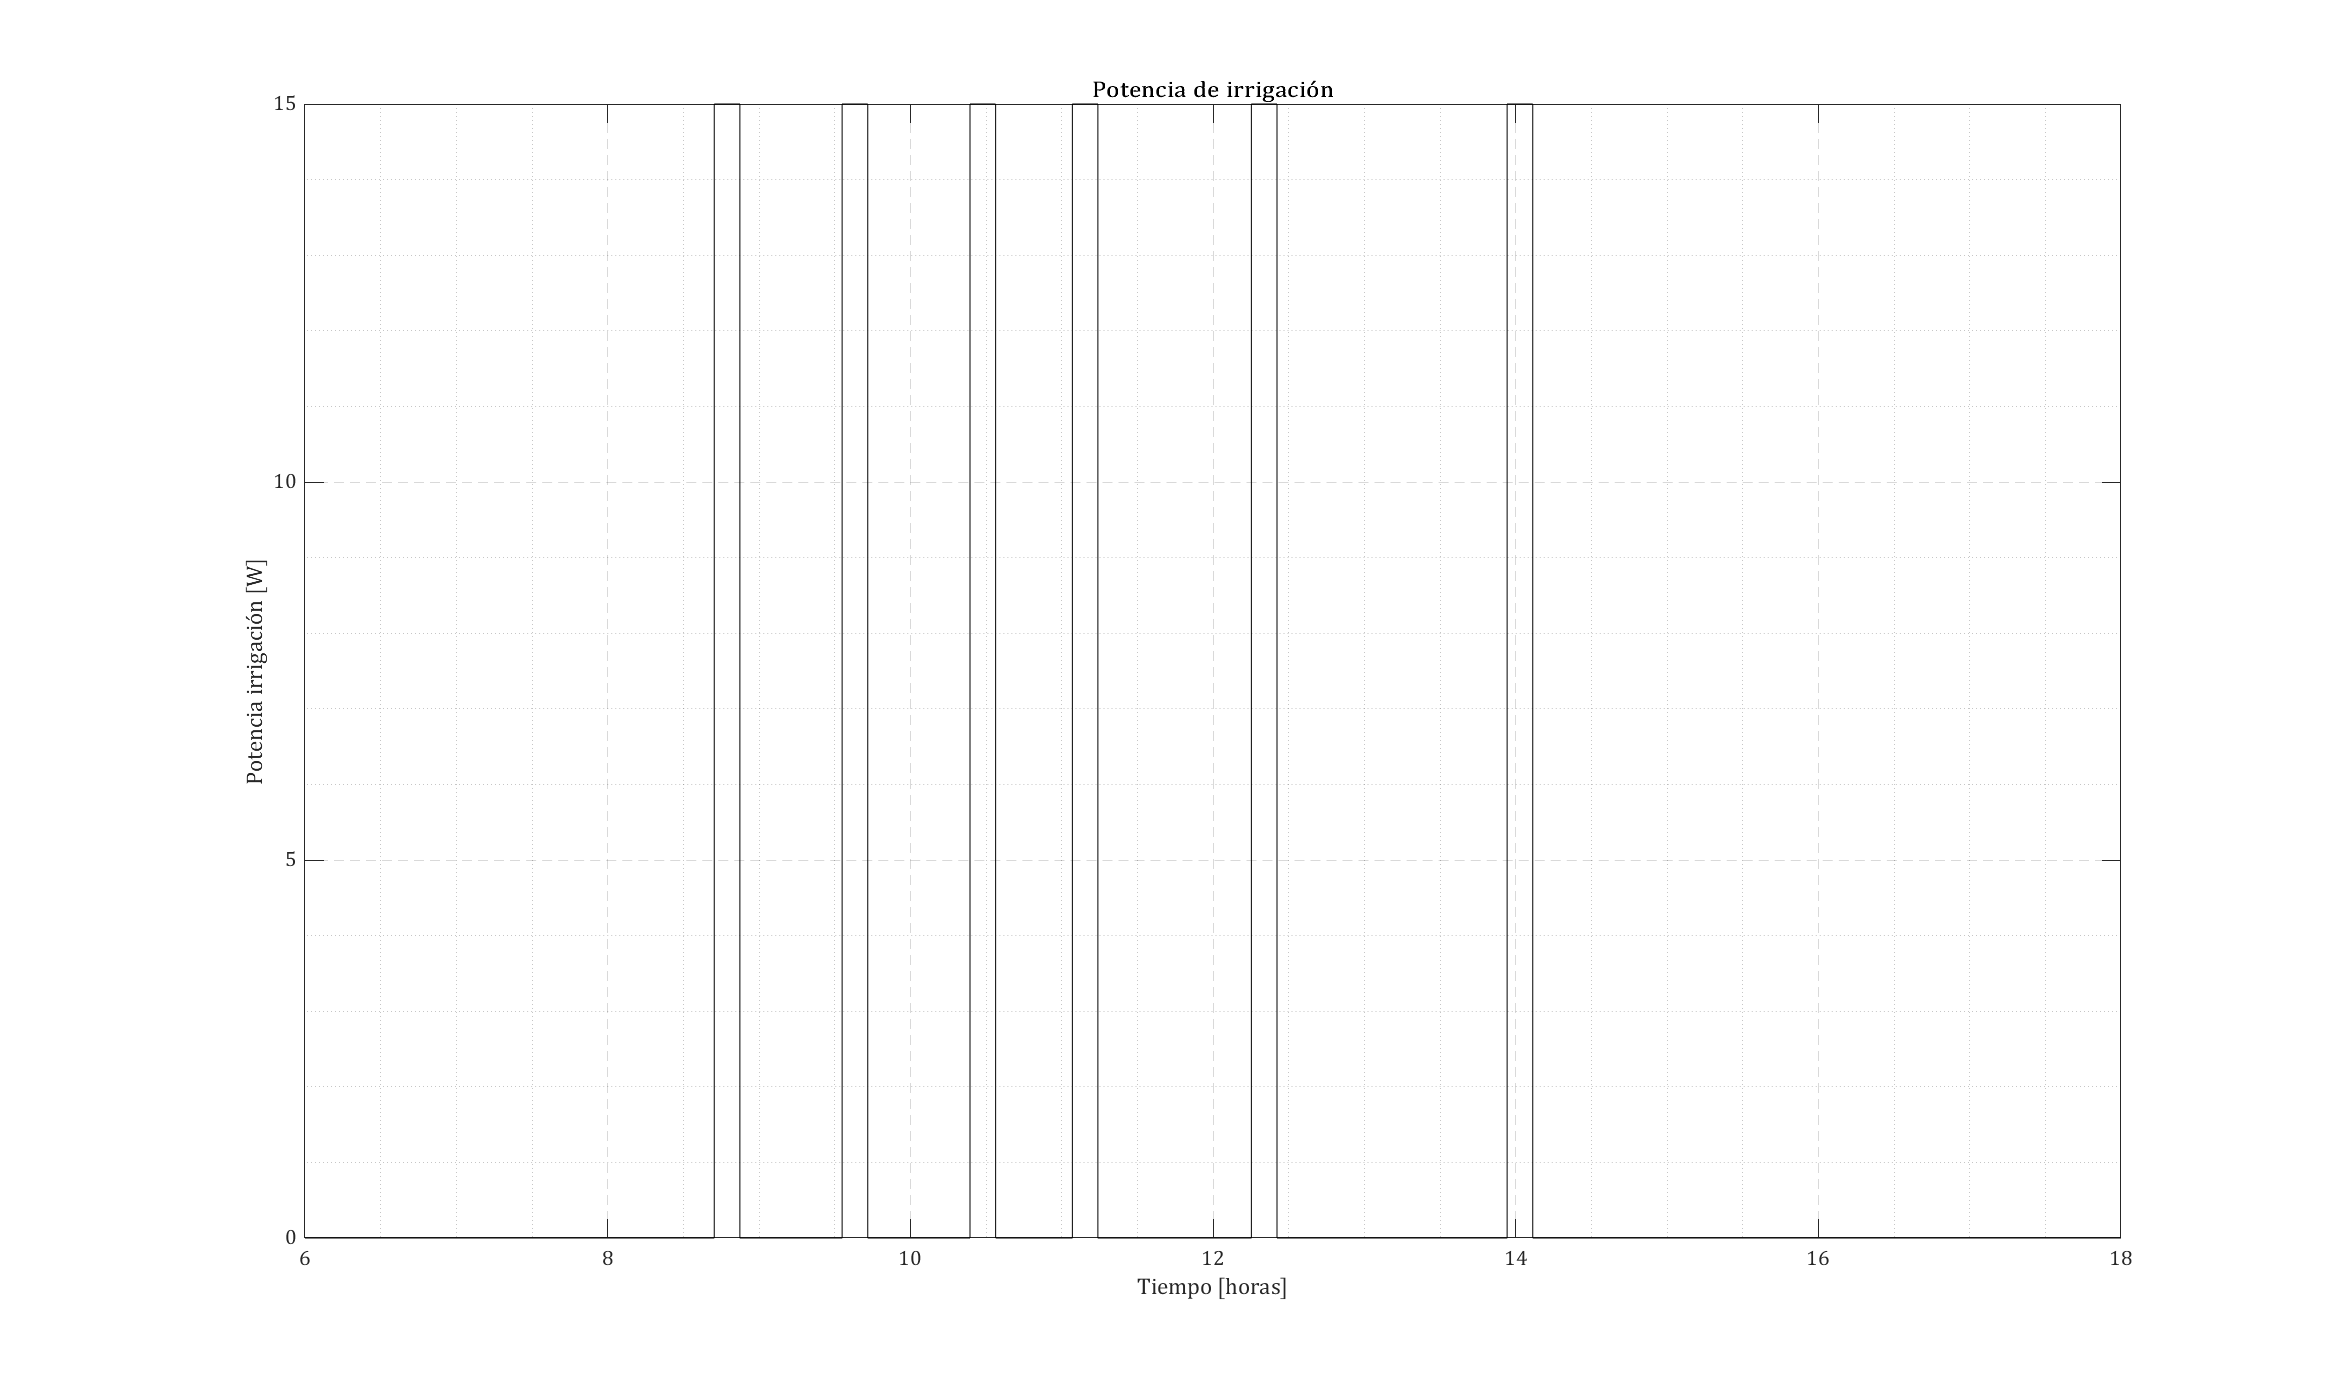 Potencia de irrigación
15
10
5
0
Potencia irrigación [W]
6 8 10 12 14 16 18
Tiempo [horas]